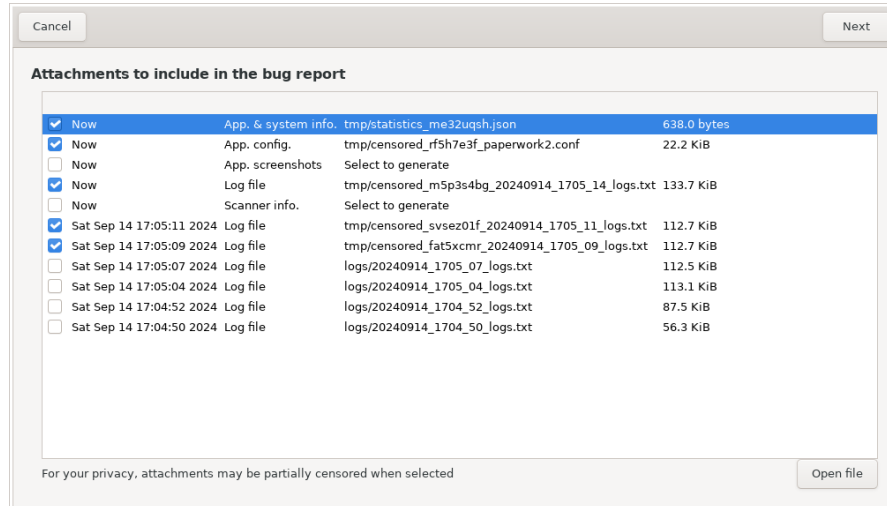 Cancel Next
Attachments to include in the bug report
Now App. & system info. tmp/statistics_me32uqsh.json 638.0 bytes
Now App. config. tmp/censored_rf5h7e3f_paperwork2.conf 22.2 KiB
Now App. screenshots Select to generate
Now Log file tmp/censored_m5p3s4bg_20240914_1705_14_logs.txt 133.7 KiB
Now Scanner info. Select to generate
Sat Sep 14 17:05:11 2024 Log file tmp/censored_svsez01f_20240914_1705_11_logs.txt 112.7 KiB
Sat Sep 14 17:05:09 2024 Log file tmp/censored_fat5xcmr_20240914_1705_09_logs.txt 112.7 KiB
Sat Sep 14 17:05:07 2024 Log file logs/20240914_1705_07_logs.txt 112.5 KiB
Sat Sep 14 17:05:04 2024 Log file logs/20240914_1705_04_logs.txt 113.1 KiB
Sat Sep 14 17:04:52 2024 Log file logs/20240914_1704_52_logs.txt 87.5 KiB
Sat Sep 14 17:04:50 2024 Log file logs/20240914_1704_50_logs.txt 56.3 KiB
For your privacy, attachments may be partially censored when selected Open file